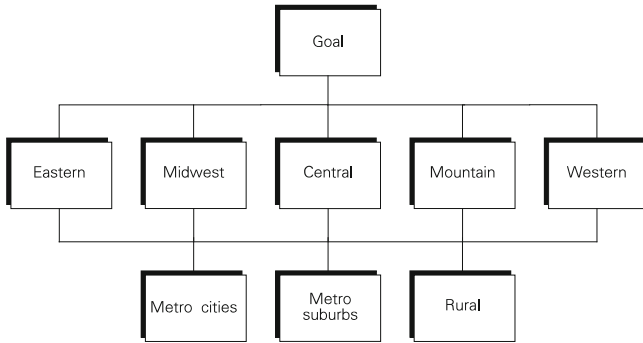 Goal
Eastern
Midwest
Central
Mountain
Western
Metro cities
Metro
suburbs
Rural